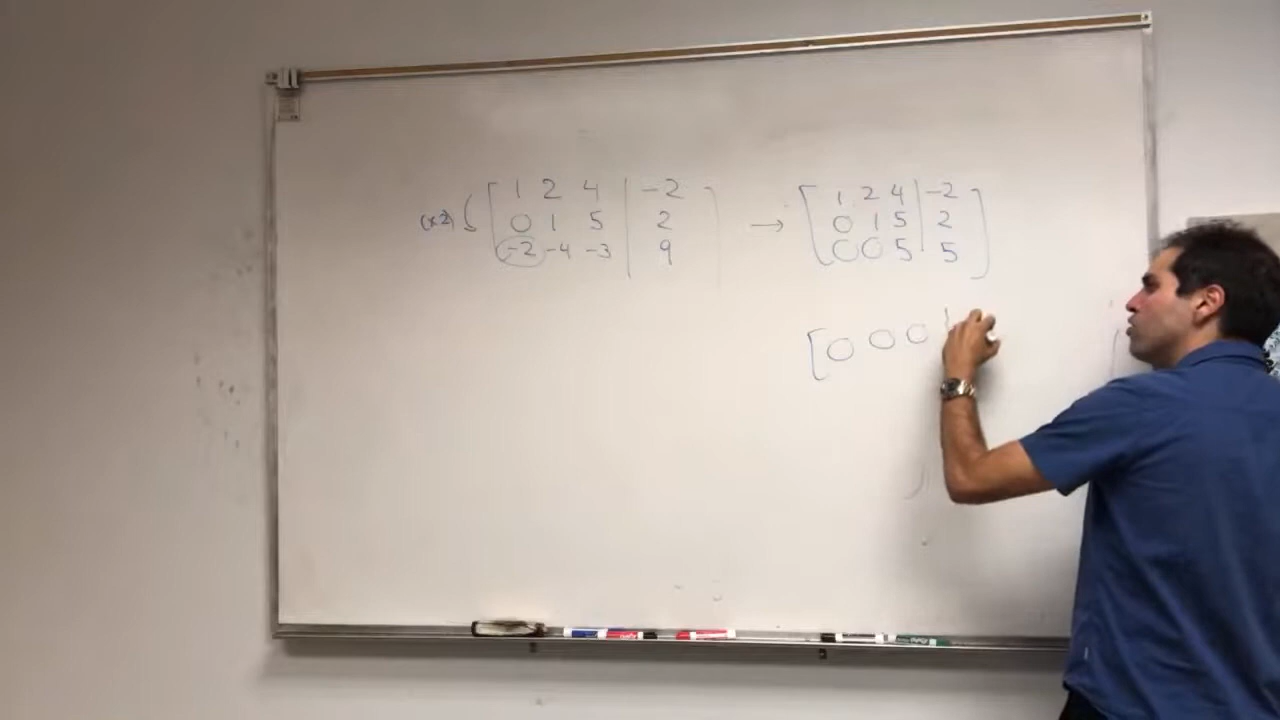 (x2) [ 1 2 4 | -2 ] → [ 1 2 4 | -2 ]
0 1 5 | 2    0 1 5 | 2
-2 -4 -3 | 9    0 0 5 | 5
[ 0 0 0 |